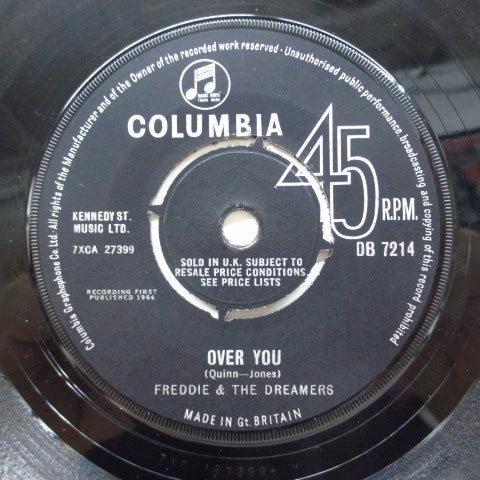 Columbia Graphophone Co. Ltd. · All rights of the Manufacturer and of the Owner of the recorded work reserved · Unauthorised public performance, broadcasting and copying of this record prohibited
COLUMBIA
45 R.P.M.
KENNEDY ST.
MUSIC LTD.
7XCA 27399
DB 7214
SOLD IN U.K. SUBJECT TO
RESALE PRICE CONDITIONS.
SEE PRICE LISTS
RECORDING FIRST
PUBLISHED 1964
OVER YOU
(Quinn—Jones)
FREDDIE & THE DREAMERS
MADE IN Gt. BRITAIN